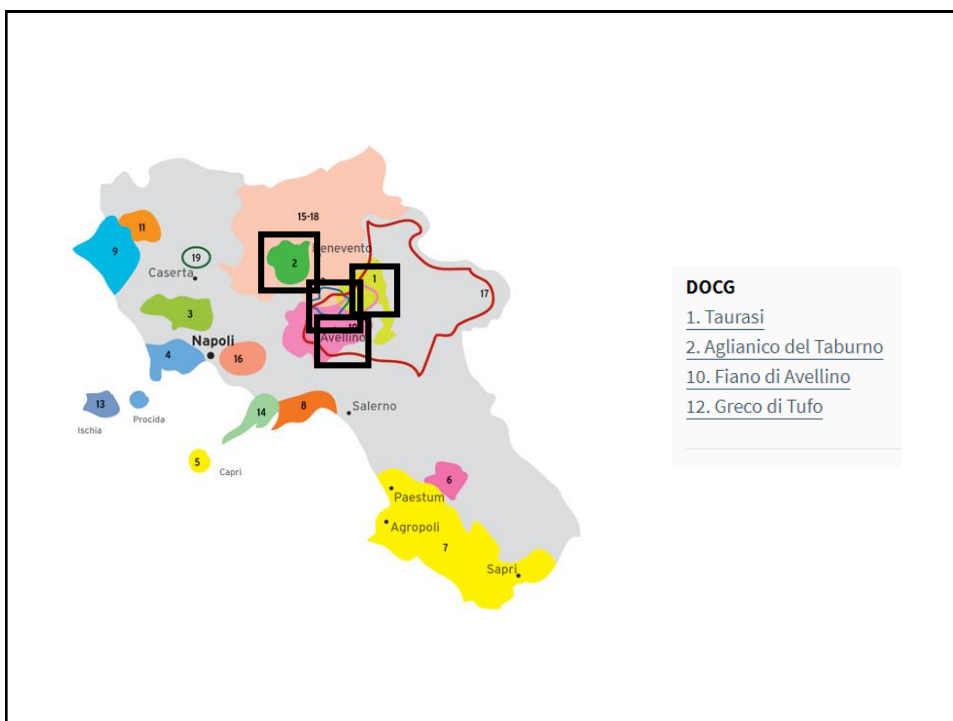 15-18
11
9
2
Benevento
19
Caserta
1
17
3
Napoli
Avellino
4
16
13
Ischia
Procida
14
8
Salerno
5
Capri
6
Paestum
Agropoli
7
Sapri
DOCG
1. Taurasi
2. Aglianico del Taburno
10. Fiano di Avellino
12. Greco di Tufo